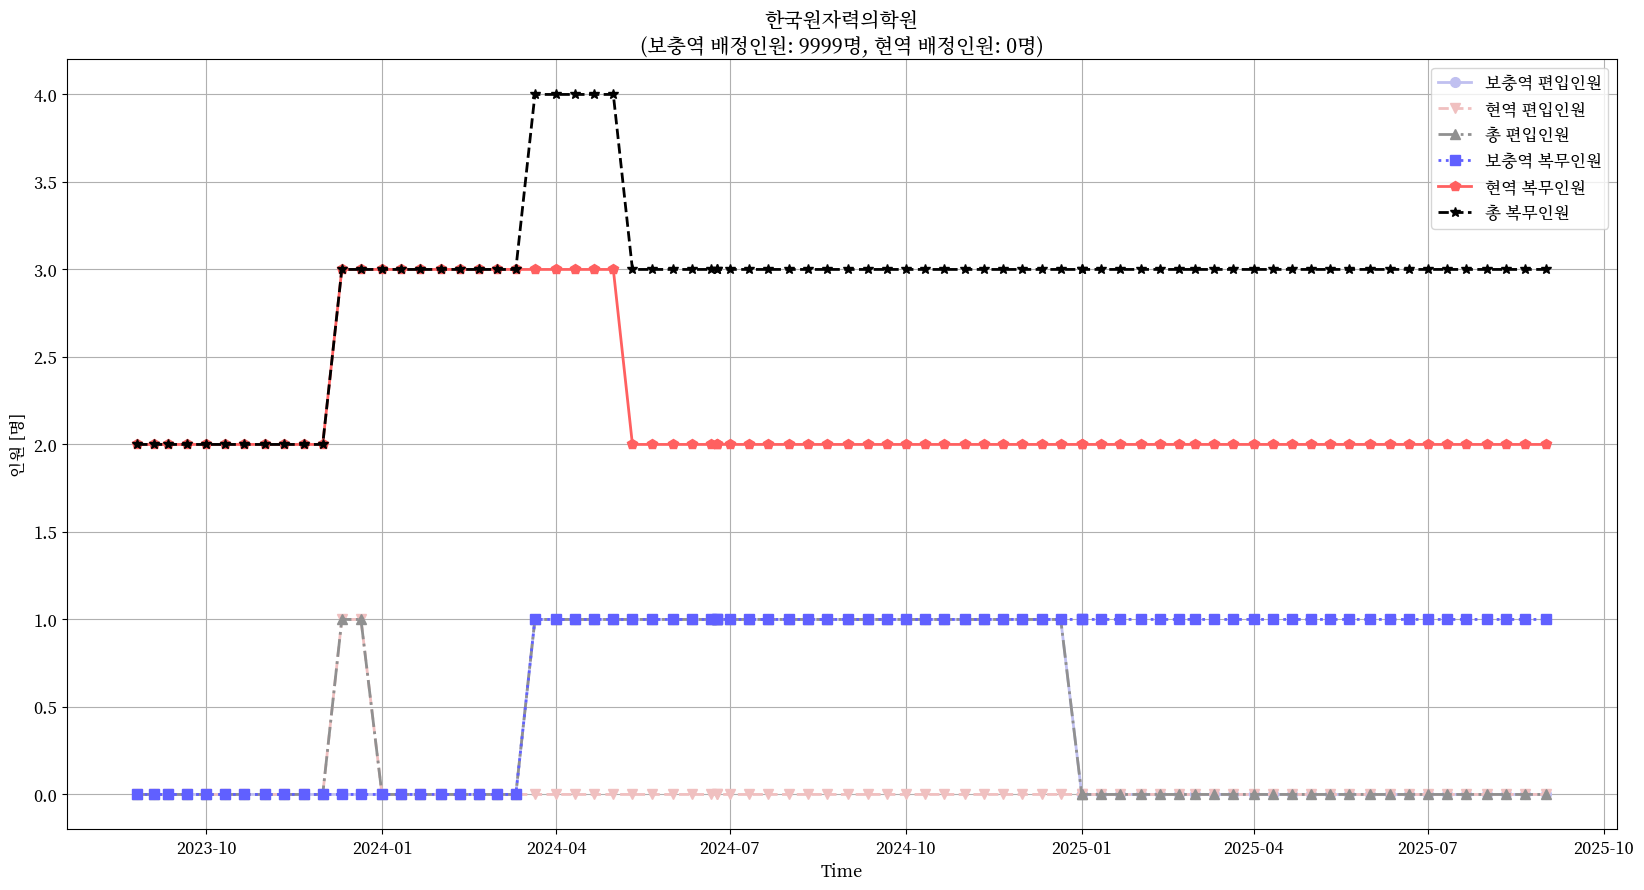 한국원자력의학원
(보충역 배정인원: 9999명, 현역 배정인원: 0명)
보충역 편입인원
현역 편입인원
총 편입인원
보충역 복무인원
현역 복무인원
총 복무인원
인원 [명]
4.0
3.5
3.0
2.5
2.0
1.5
1.0
0.5
0.0
2023-10
2024-01
2024-04
2024-07
2024-10
2025-01
2025-04
2025-07
2025-10
Time